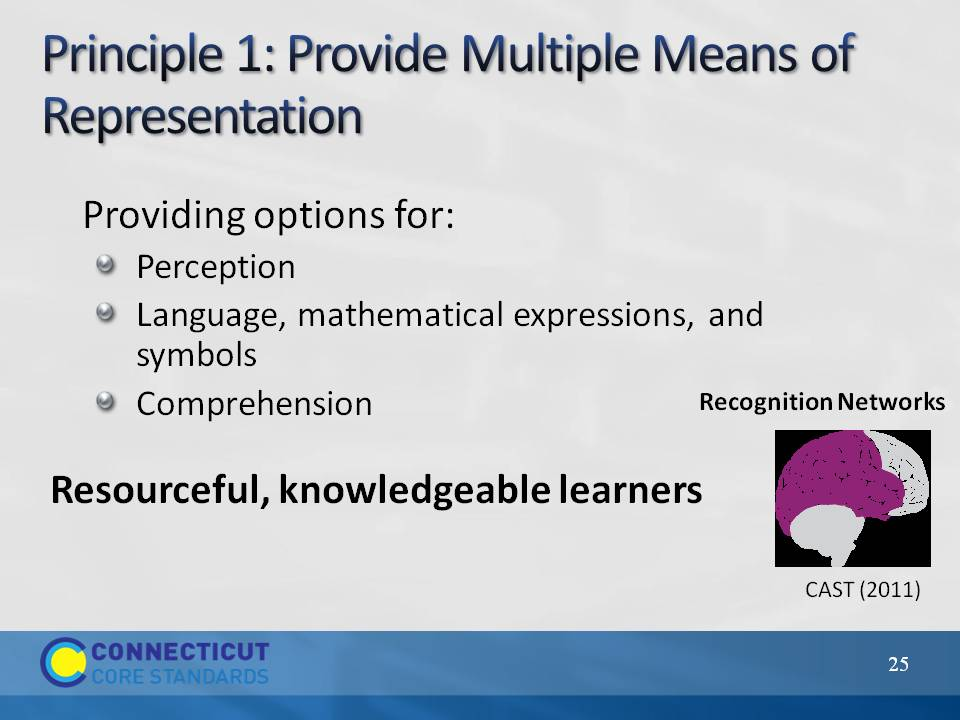 Principle 1: Provide Multiple Means of
Representation
Providing options for:
Perception
Language, mathematical expressions, and
symbols
Comprehension
Recognition Networks
Resourceful, knowledgeable learners
CAST (2011)
CONNECTICUT
CORE STANDARDS
25